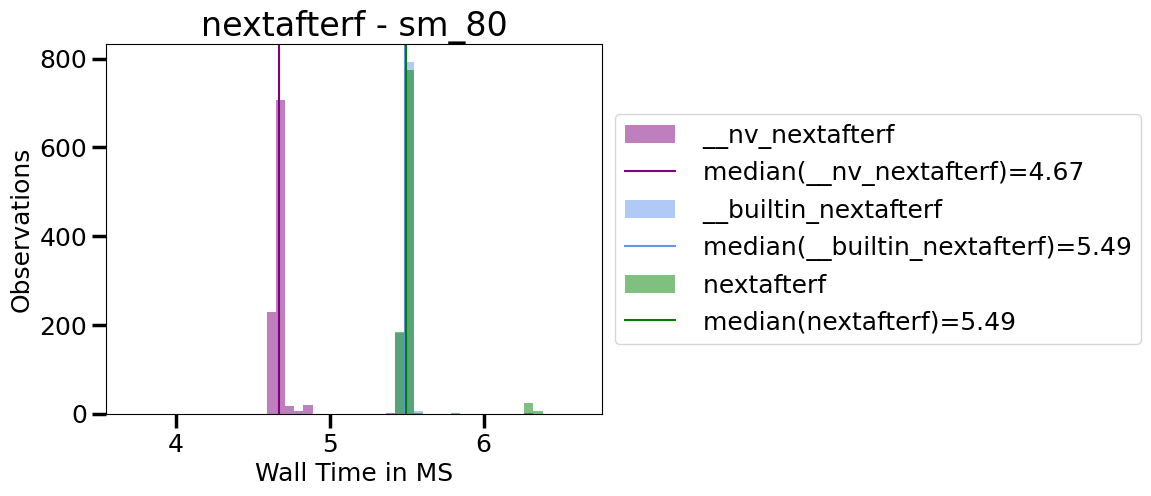 nextafterf - sm_80
800
600
400
200
0
Observations
4
5
6
Wall Time in MS
__nv_nextafterf
median(__nv_nextafterf)=4.67
__builtin_nextafterf
median(__builtin_nextafterf)=5.49
nextafterf
median(nextafterf)=5.49